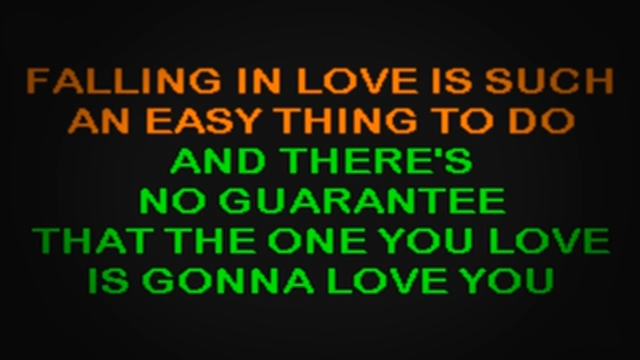 FALLING IN LOVE IS SUCH
AN EASY THING TO DO
AND THERE'S
NO GUARANTEE
THAT THE ONE YOU LOVE
IS GONNA LOVE YOU